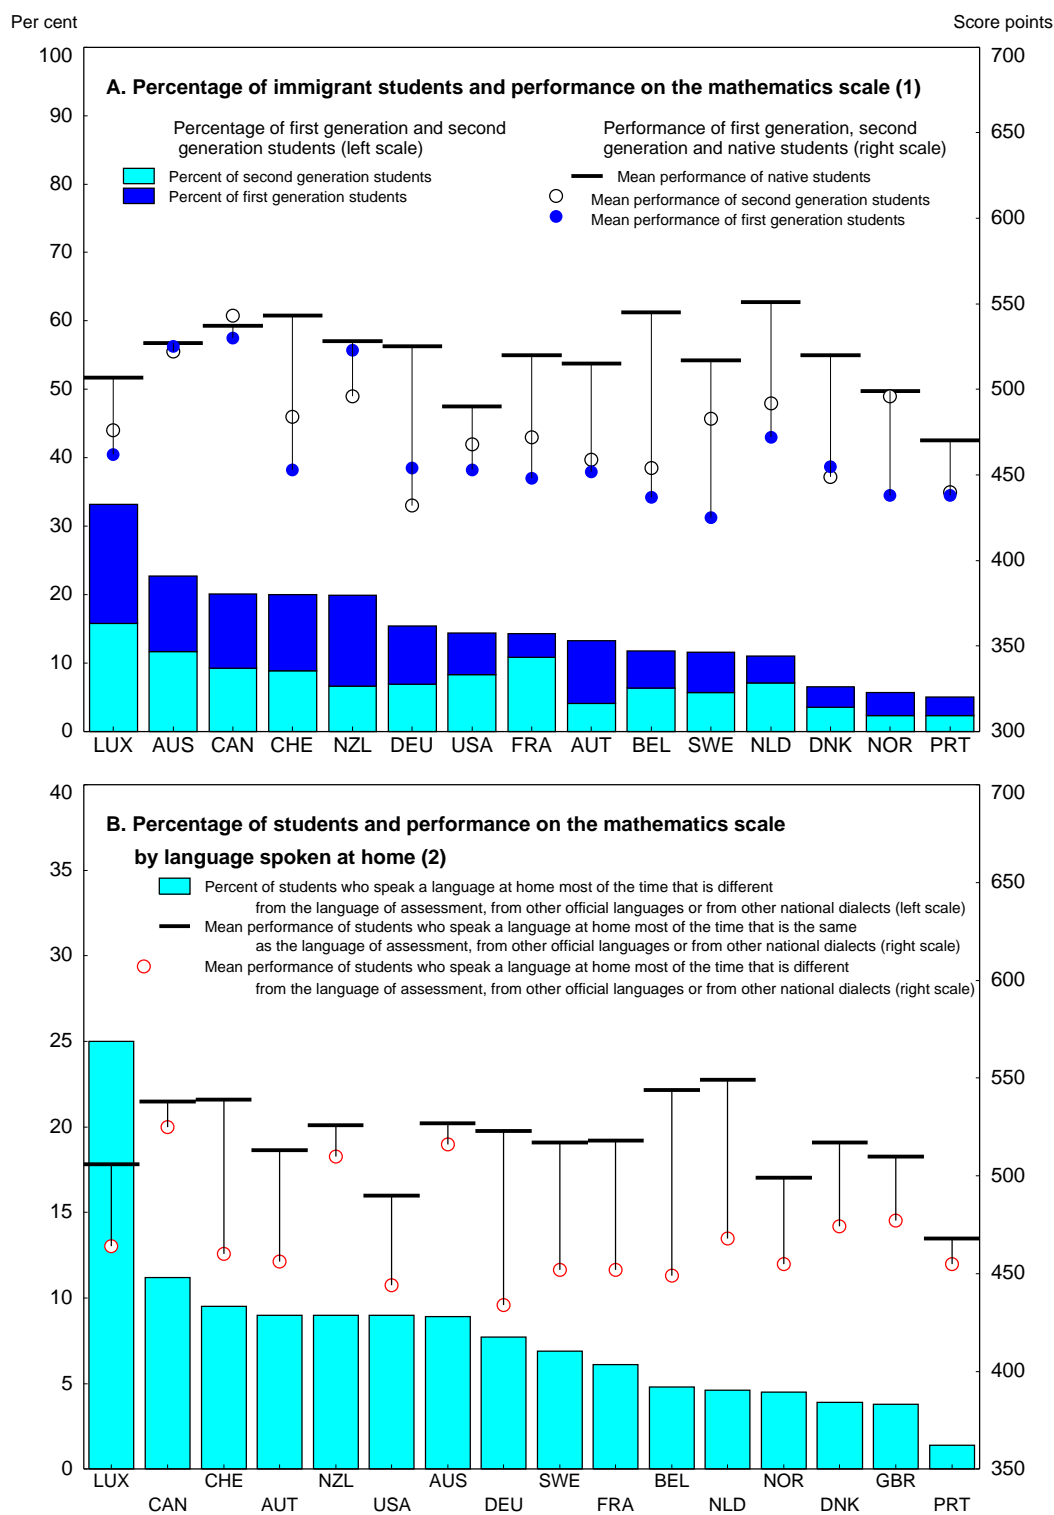 Per cent
Score points
100
90
80
70
60
50
40
30
20
10
0
700
650
600
550
500
450
400
350
300
A. Percentage of immigrant students and performance on the mathematics scale (1)
Percentage of first generation and second
generation students (left scale)
Percent of second generation students
Percent of first generation students
Performance of first generation, second
generation and native students (right scale)
Mean performance of native students
Mean performance of second generation students
Mean performance of first generation students
LUX AUS CAN CHE NZL DEU USA FRA AUT BEL SWE NLD DNK NOR PRT
40
35
30
25
20
15
10
5
0
700
650
600
550
500
450
400
350
B. Percentage of students and performance on the mathematics scale
by language spoken at home (2)
Percent of students who speak a language at home most of the time that is different
from the language of assessment, from other official languages or from other national dialects (left scale)
Mean performance of students who speak a language at home most of the time that is the same
as the language of assessment, from other official languages or from other national dialects (right scale)
Mean performance of students who speak a language at home most of the time that is different
from the language of assessment, from other official languages or from other national dialects (right scale)
LUX CHE NZL AUS SWE BEL NOR GBR
CAN AUT USA DEU FRA NLD DNK PRT